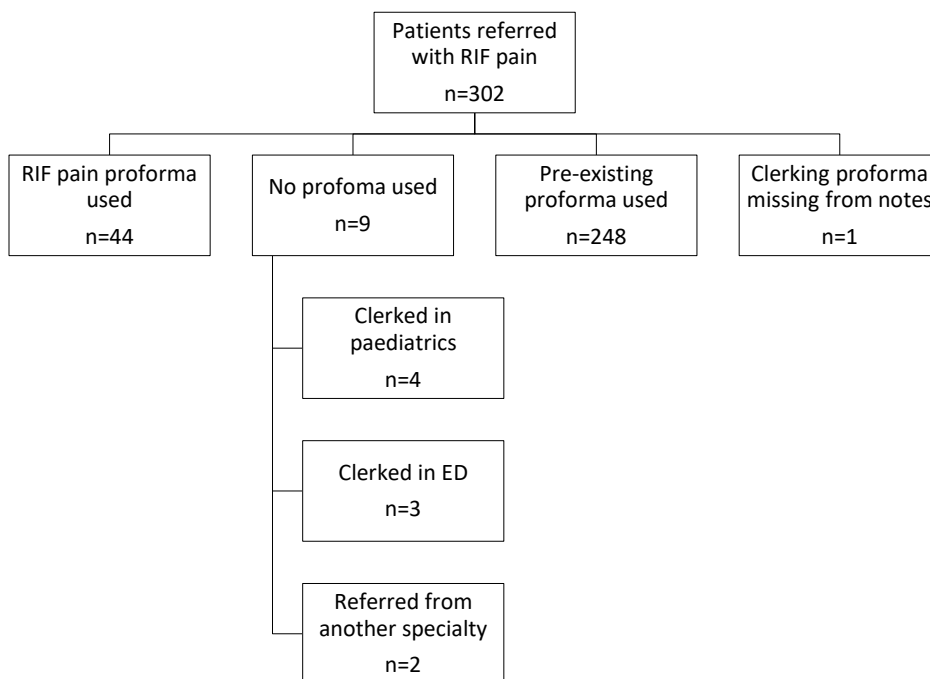 Patients referred
with RIF pain
n=302
RIF pain proforma
used
n=44
No profoma used
n=9
Pre-existing
proforma used
n=248
Clerking proforma
missing from notes
n=1
Clerked in
paediatrics
n=4
Clerked in ED
n=3
Referred from
another specialty
n=2